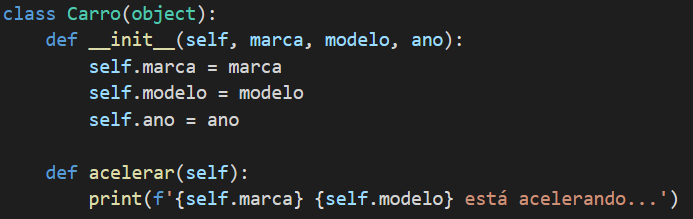 class Carro(object):
    def __init__(self, marca, modelo, ano):
        self.marca = marca
        self.modelo = modelo
        self.ano = ano

    def acelerar(self):
        print(f'{self.marca} {self.modelo} está acelerando...')